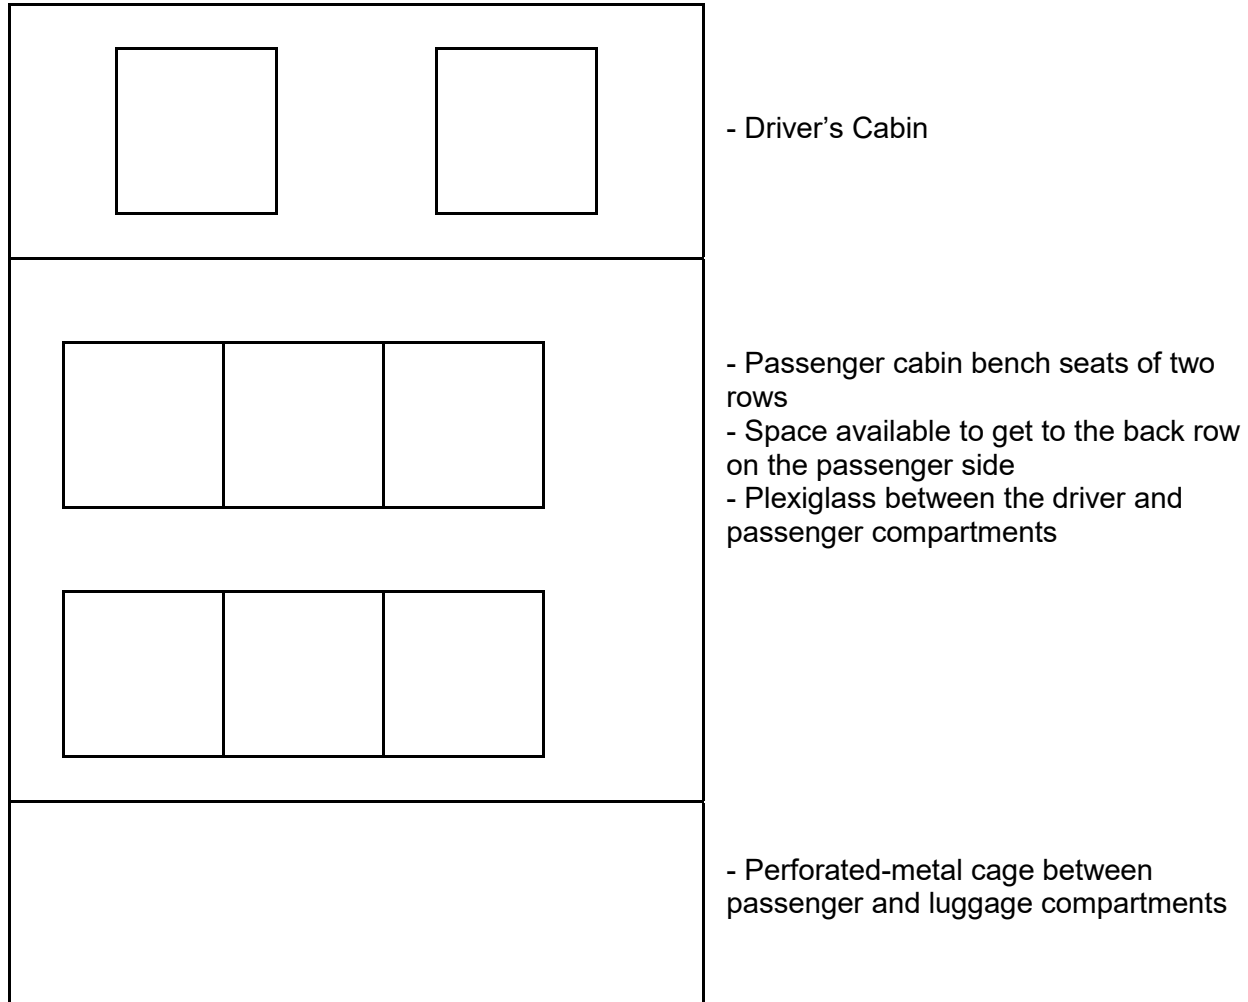 - Driver’s Cabin
- Passenger cabin bench seats of two
rows
- Space available to get to the back row
on the passenger side
- Plexiglass between the driver and
passenger compartments
- Perforated-metal cage between
passenger and luggage compartments